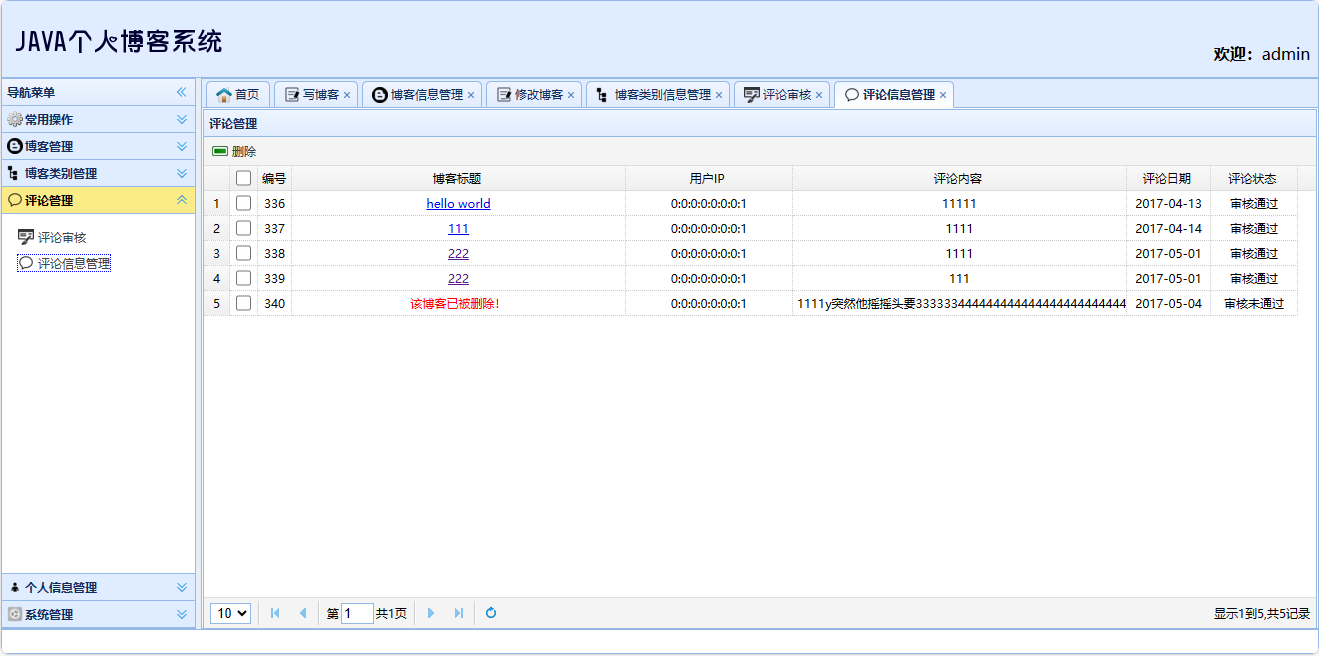 JAVA个人博客系统
欢迎：admin
导航菜单
常用操作
博客管理
博客类别管理
评论管理
评论审核
评论信息管理
个人信息管理
系统管理
首页 写博客 博客信息管理 修改博客 博客类别信息管理 评论审核 评论信息管理
评论管理
删除
编号 博客标题 用户IP 评论内容 评论日期 评论状态
1 336 hello world 0:0:0:0:0:0:0:1 11111 2017-04-13 审核通过
2 337 111 0:0:0:0:0:0:0:1 1111 2017-04-14 审核通过
3 338 222 0:0:0:0:0:0:0:1 1111 2017-05-01 审核通过
4 339 222 0:0:0:0:0:0:0:1 111 2017-05-01 审核通过
5 340 该博客已被删除！ 0:0:0:0:0:0:0:1 1111y突然他摇摇头要3333334444444444444444444444444 2017-05-04 审核未通过
10 第 1 共1页 显示1到5,共5记录